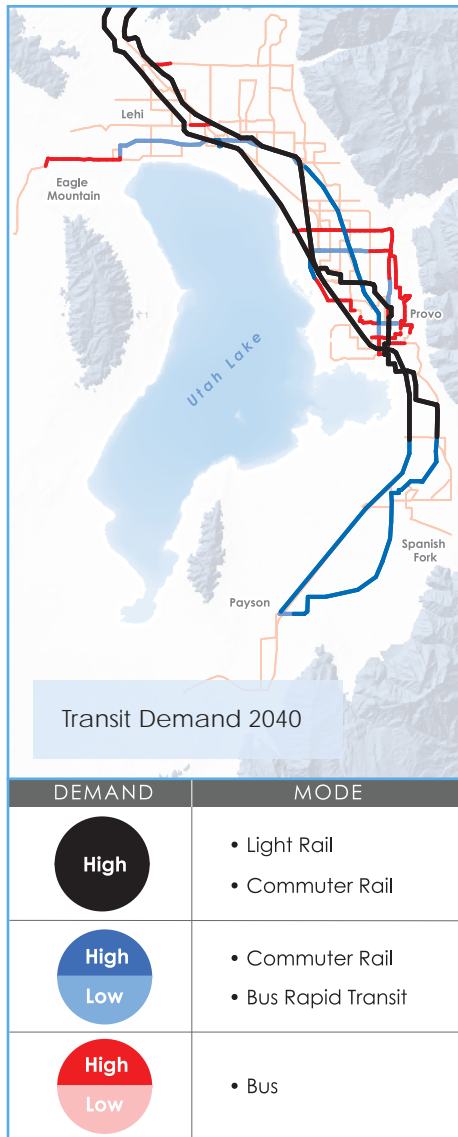 Lehi
Eagle
Mountain
Utah Lake
Provo
Spanish
Fork
Payson
Transit Demand 2040
DEMAND MODE
High
• Light Rail
• Commuter Rail
High
Low
• Commuter Rail
• Bus Rapid Transit
High
Low
• Bus